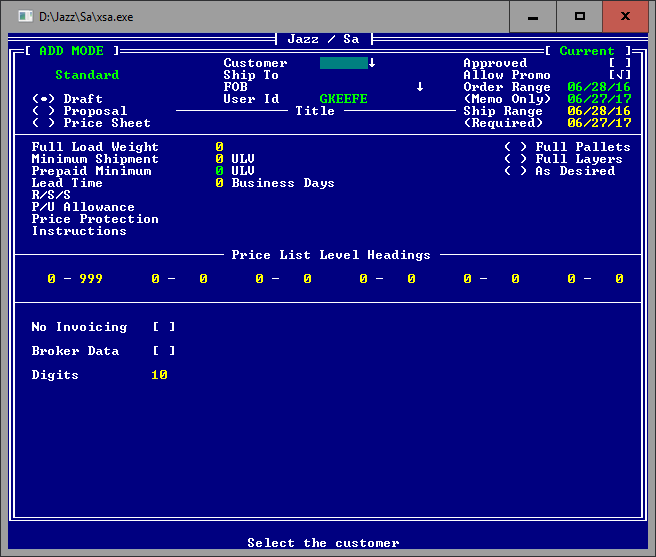 D:\Jazz\Sa\xsa.exe
Jazz / Sa
[ ADD MODE ] [ Current ]
Customer ↓ Approved [ ]
Standard Ship To Allow Promo [√]
FOB ↓ Order Range 06/28/16
(•) Draft User Id GKEEFE (Memo Only) 06/27/17
( ) Proposal Title Ship Range 06/28/16
( ) Price Sheet (Required) 06/27/17
Full Load Weight 0 ( ) Full Pallets
Minimum Shipment 0 ULV ( ) Full Layers
Prepaid Minimum 0 ULV ( ) As Desired
Lead Time 0 Business Days
R/S/S
P/U Allowance
Price Protection
Instructions
Price List Level Headings
0 - 999 0 - 0 0 - 0 0 - 0 0 - 0 0 - 0
No Invoicing [ ]
Broker Data [ ]
Digits 10
Select the customer